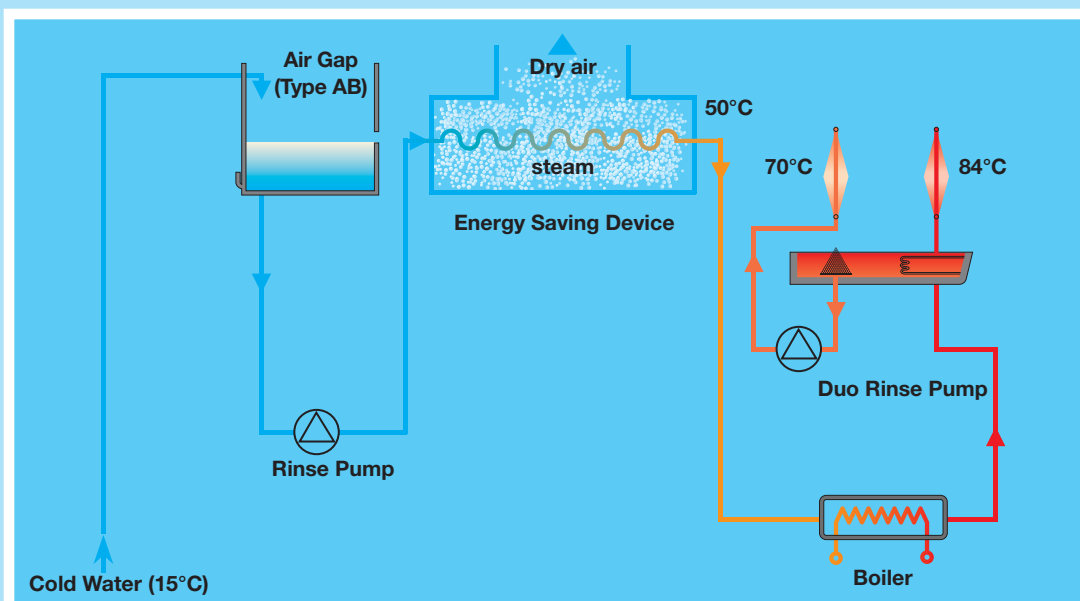 Air Gap
(Type AB)
Dry air
50°C
steam
Energy Saving Device
70°C
84°C
Duo Rinse Pump
Rinse Pump
Cold Water (15°C)
Boiler